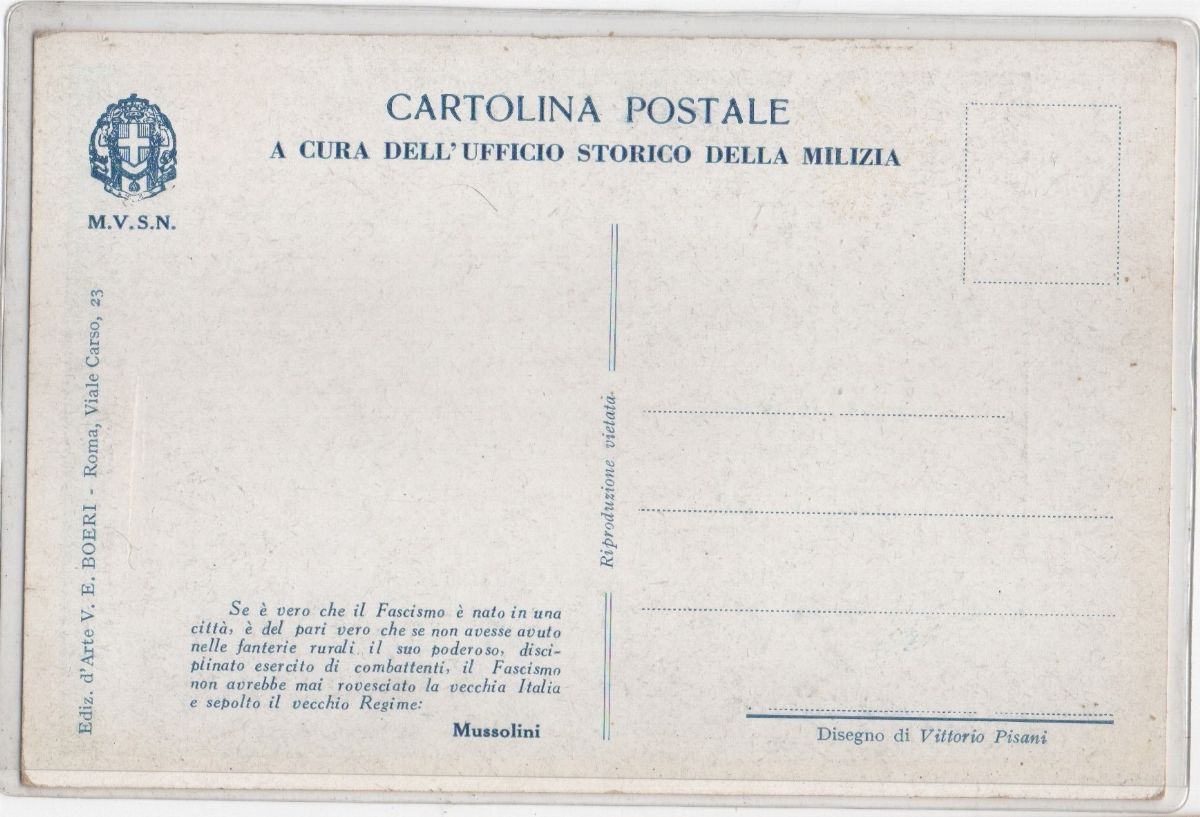 CARTOLINA POSTALE
A CURA DELL'UFFICIO STORICO DELLA MILIZIA
M.V.S.N.
Ediz. d'Arte V. E. BOERI - Roma, Viale Carso, 23
Riproduzione vietata
Se è vero che il Fascismo è nato in una
città, è del pari vero che se non avesse avuto
nelle fanterie rurali il suo poderoso, disci-
plinato esercito di combattenti, il Fascismo
non avrebbe mai rovesciato la vecchia Italia
e sepolto il vecchio Regime:
Mussolini
Disegno di Vittorio Pisani